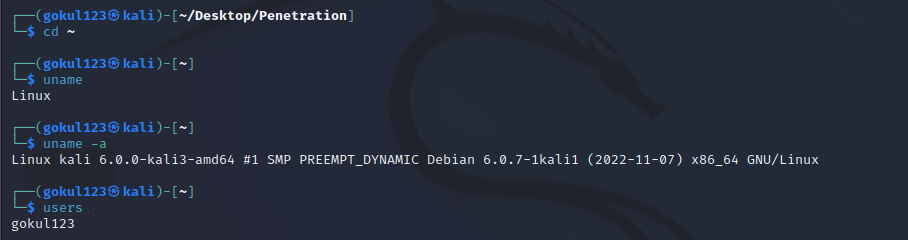 ┌──(gokul123㉿kali)-[~/Desktop/Penetration]
└─$ cd ~
┌──(gokul123㉿kali)-[~]
└─$ uname
Linux
┌──(gokul123㉿kali)-[~]
└─$ uname -a
Linux kali 6.0.0-kali3-amd64 #1 SMP PREEMPT_DYNAMIC Debian 6.0.7-1kali1 (2022-11-07) x86_64 GNU/Linux
┌──(gokul123㉿kali)-[~]
└─$ users
gokul123